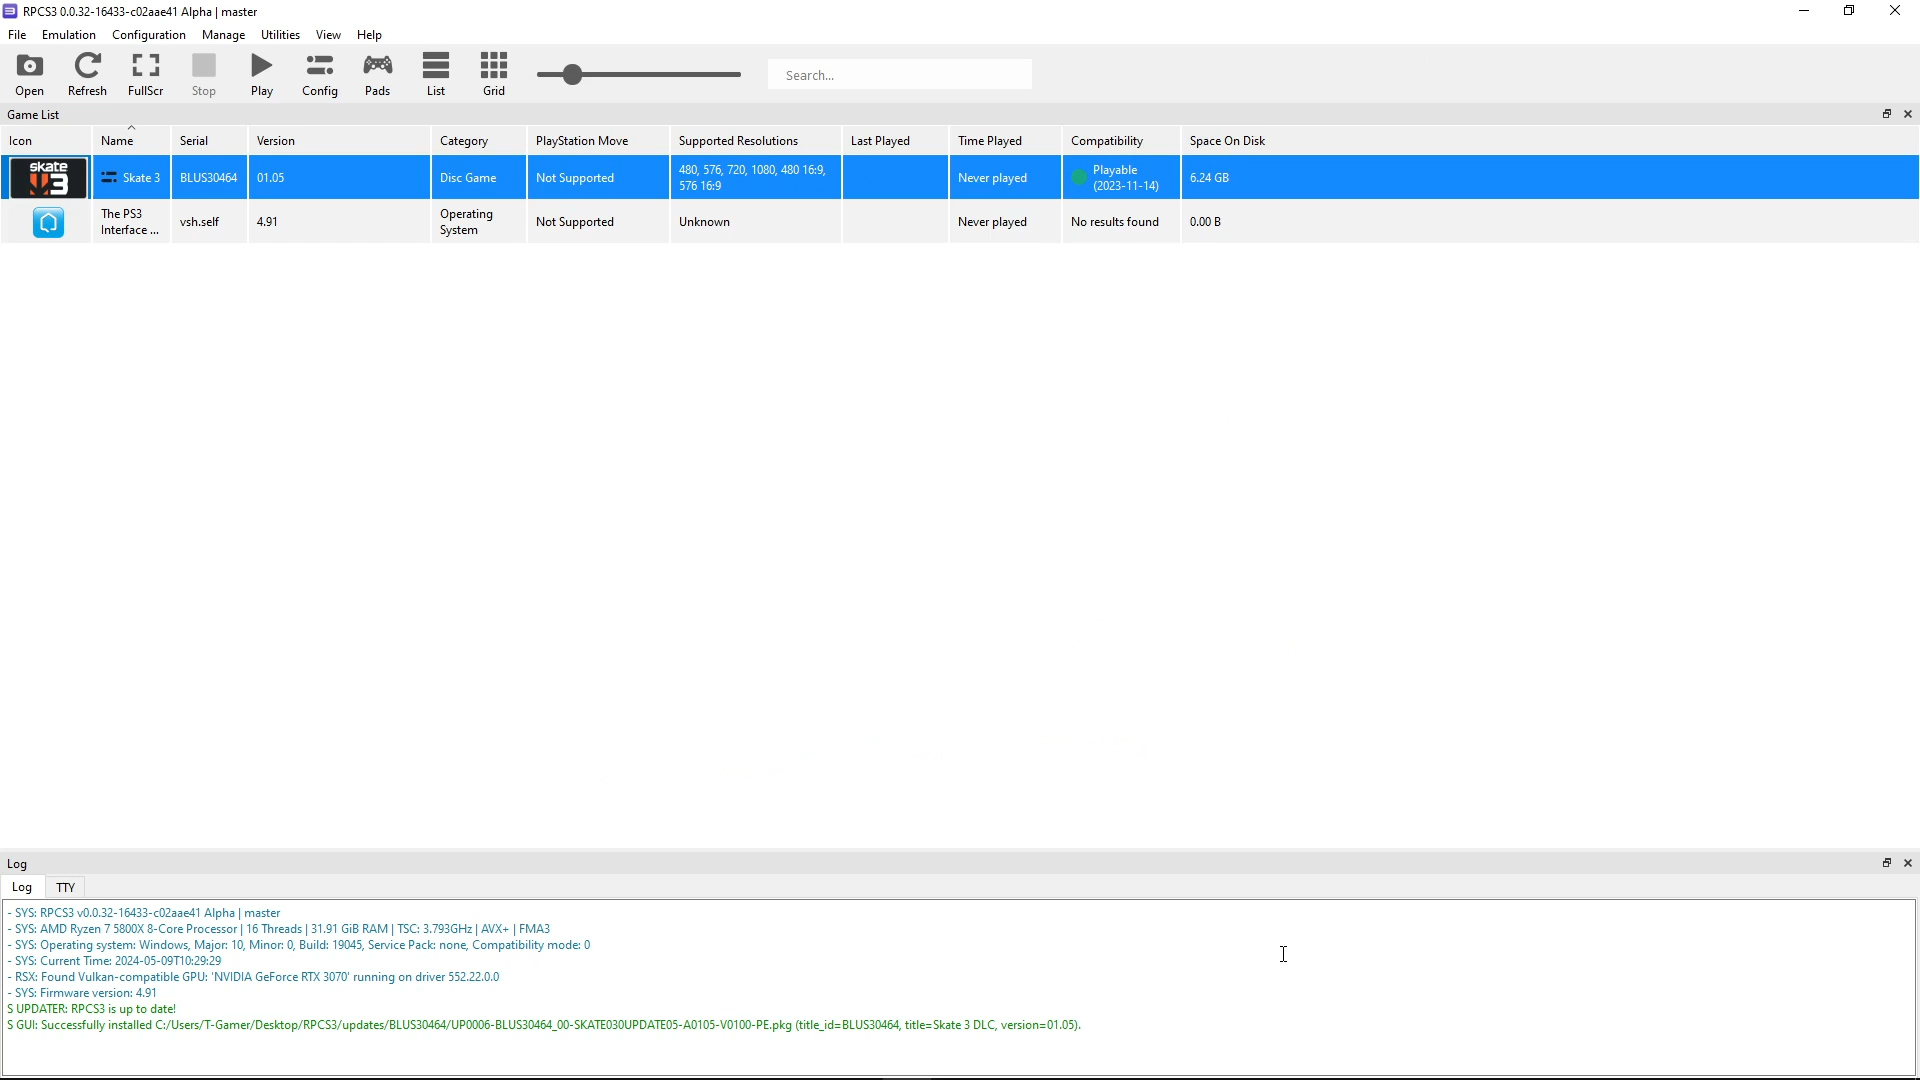 RPCS3 0.0.32-16433-c02aae41 Alpha | master
File Emulation Configuration Manage Utilities View Help
Open Refresh FullScr Stop Play Config Pads List Grid Search...
Game List
Icon Name Serial Version Category PlayStation Move Supported Resolutions Last Played Time Played Compatibility Space On Disk
skate 3 Skate 3 BLUS30464 01.05 Disc Game Not Supported 480, 576, 720, 1080, 480 16:9, Never played Playable 6.24 GB
576 16:9 (2023-11-14)
The PS3 vsh.self 4.91 Operating Not Supported Unknown Never played No results found 0.00 B
Interface ... System
Log
Log TTY
- SYS: RPCS3 v0.0.32-16433-c02aae41 Alpha | master
- SYS: AMD Ryzen 7 5800X 8-Core Processor | 16 Threads | 31.91 GiB RAM | TSC: 3.793GHz | AVX+ | FMA3
- SYS: Operating system: Windows, Major: 10, Minor: 0, Build: 19045, Service Pack: none, Compatibility mode: 0
- SYS: Current Time: 2024-05-09T10:29:29
- RSX: Found Vulkan-compatible GPU: 'NVIDIA GeForce RTX 3070' running on driver 552.22.0.0
- SYS: Firmware version: 4.91
S UPDATER: RPCS3 is up to date!
S GUI: Successfully installed C:/Users/T-Gamer/Desktop/RPCS3/updates/BLUS30464/UP0006-BLUS30464_00-SKATE030UPDATE05-A0105-V0100-PE.pkg (title_id=BLUS30464, title=Skate 3 DLC, version=01.05).